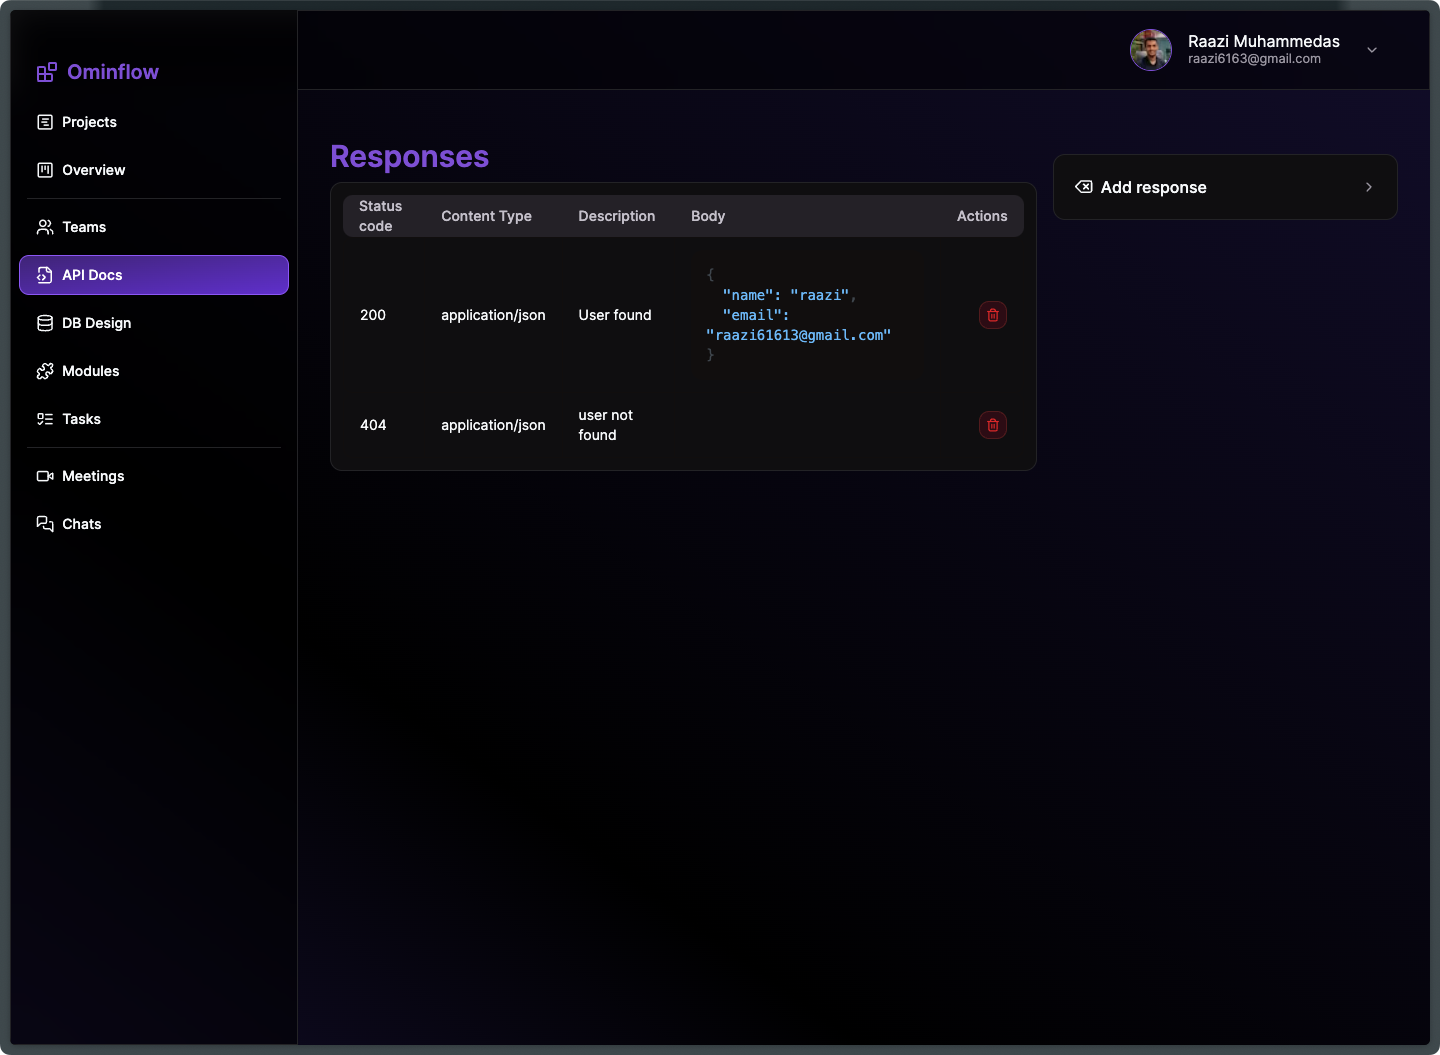 Ominflow
Raazi Muhammedas
raazi6163@gmail.com
Projects
Overview
Teams
API Docs
DB Design
Modules
Tasks
Meetings
Chats
Responses
Status
code
Content Type
Description
Body
Actions
200
application/json
User found
{
"name": "raazi",
"email":
"raazi61613@gmail.com"
}
404
application/json
user not
found
Add response